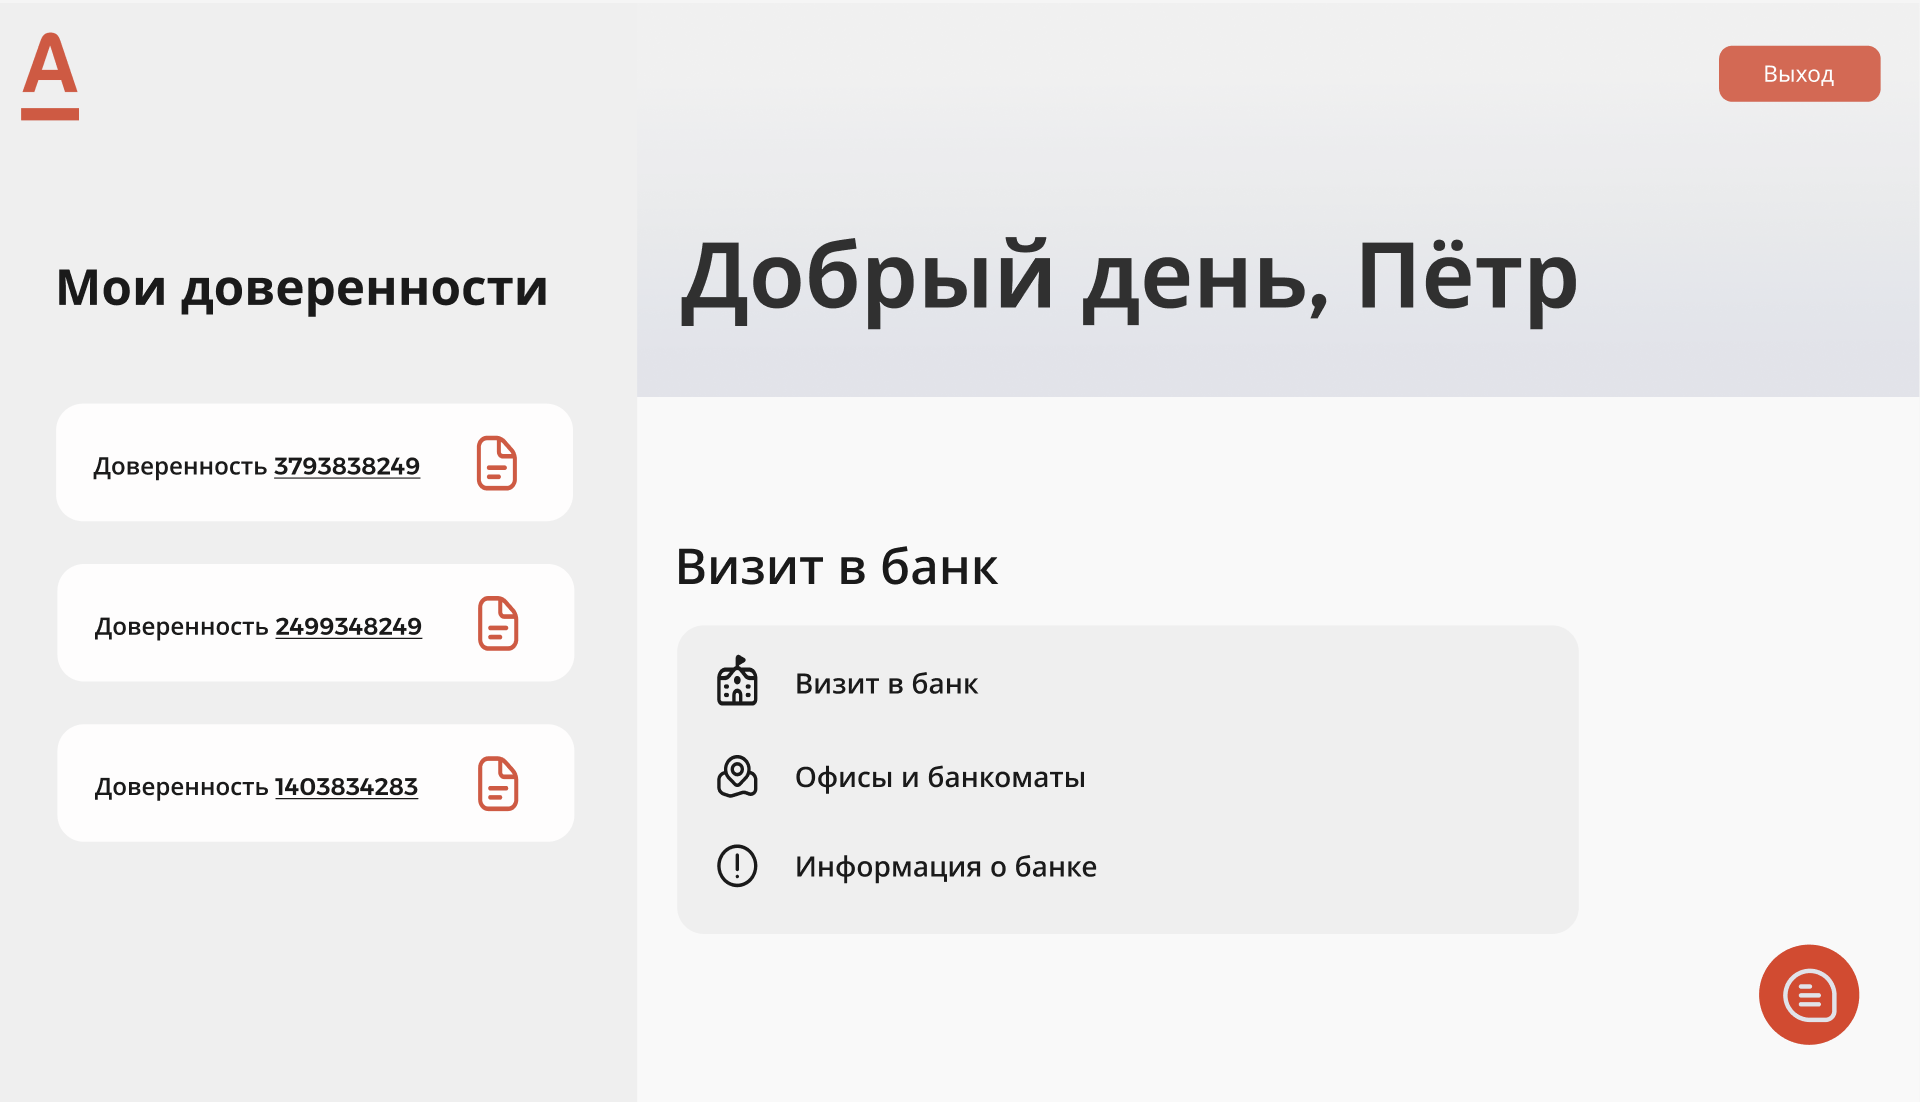 А
Выход
Мои доверенности
Добрый день, Пётр
Доверенность 3793838249
Доверенность 2499348249
Доверенность 1403834283
Визит в банк
Визит в банк
Офисы и банкоматы
Информация о банке